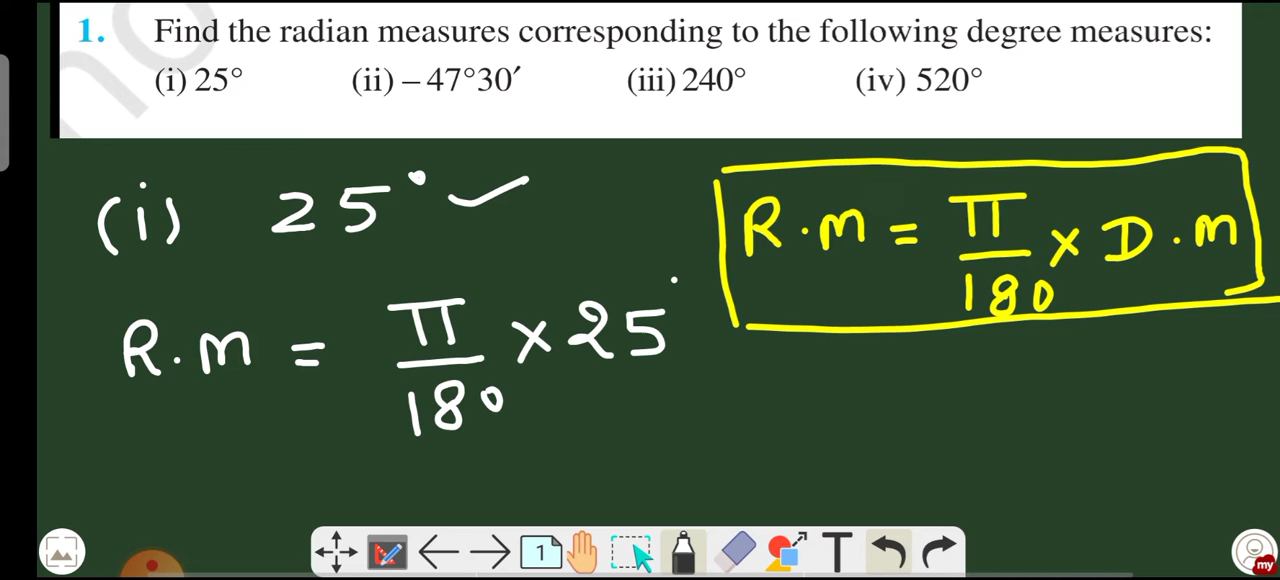 1. Find the radian measures corresponding to the following degree measures:
(i) 25° (ii) – 47°30′ (iii) 240° (iv) 520°
(i) 25°
R.m = π/180 × D.m
R.m = π/180 × 25°
1
T
my